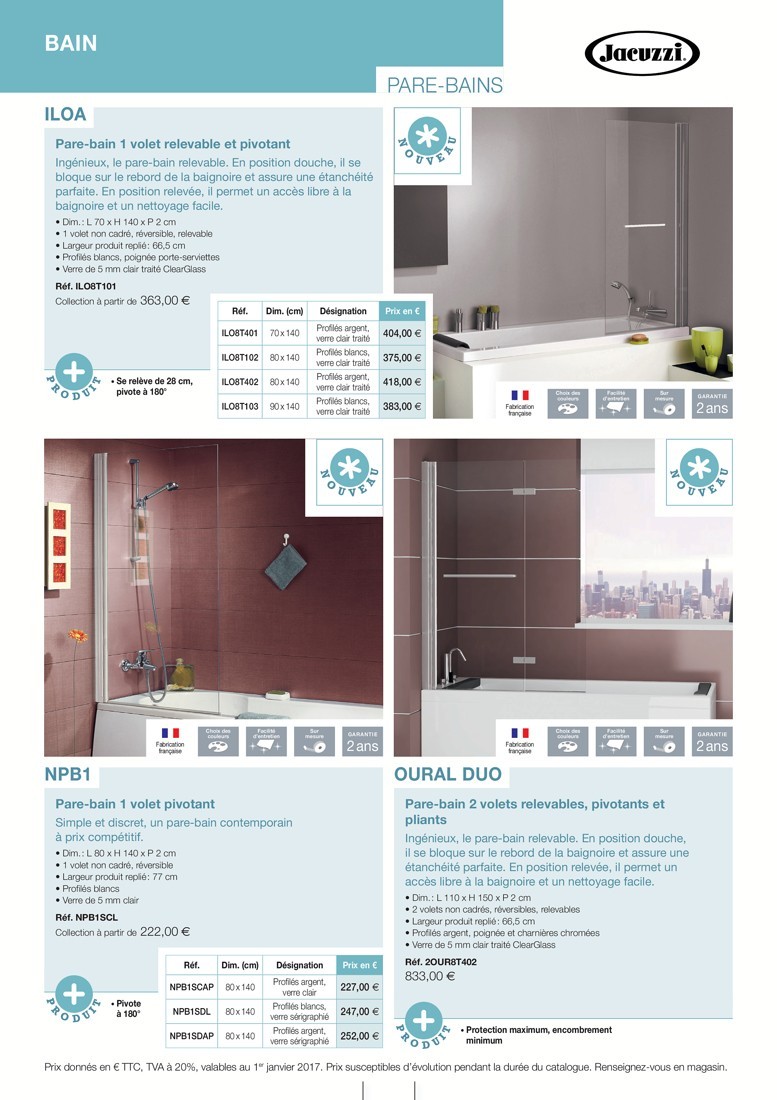 BAIN
Jacuzzi
PARE-BAINS
ILOA
Pare-bain 1 volet relevable et pivotant
Ingénieux, le pare-bain relevable. En position douche, il se
bloque sur le rebord de la baignoire et assure une étanchéité
parfaite. En position relevée, il permet un accès libre à la
baignoire et un nettoyage facile.
• Dim. : L 70 x H 140 x P 2 cm
• 1 volet non cadré, réversible, relevable
• Largeur produit replié : 66,5 cm
• Profilés blancs, poignée porte-serviettes
• Verre de 5 mm clair traité ClearGlass
Réf. ILO8T101
Collection à partir de 363,00 €
Réf. Dim. (cm) Désignation Prix en €
ILO8T401 70 x 140 Profilés argent, verre clair traité 404,00 €
ILO8T102 80 x 140 Profilés blancs, verre clair traité 375,00 €
ILO8T402 80 x 140 Profilés argent, verre clair traité 418,00 €
ILO8T103 90 x 140 Profilés blancs, verre clair traité 383,00 €
PRODUIT
• Se relève de 28 cm,
pivote à 180°
NOUVEAU
Fabrication française
Choix des couleurs
Facilité d'entretien
Sur mesure
GARANTIE 2 ans
NOUVEAU
Fabrication française
Choix des couleurs
Facilité d'entretien
Sur mesure
GARANTIE 2 ans
NOUVEAU
Fabrication française
Choix des couleurs
Facilité d'entretien
Sur mesure
GARANTIE 2 ans
NPB1
Pare-bain 1 volet pivotant
Simple et discret, un pare-bain contemporain
à prix compétitif.
• Dim. : L 80 x H 140 x P 2 cm
• 1 volet non cadré, réversible
• Largeur produit replié : 77 cm
• Profilés blancs
• Verre de 5 mm clair
Réf. NPB1SCL
Collection à partir de 222,00 €
Réf. Dim. (cm) Désignation Prix en €
NPB1SCAP 80 x 140 Profilés argent, verre clair 227,00 €
NPB1SDL 80 x 140 Profilés blancs, verre sérigraphié 247,00 €
NPB1SDAP 80 x 140 Profilés argent, verre sérigraphié 252,00 €
PRODUIT
• Pivote
à 180°
OURAL DUO
Pare-bain 2 volets relevables, pivotants et
pliants
Ingénieux, le pare-bain relevable. En position douche,
il se bloque sur le rebord de la baignoire et assure une
étanchéité parfaite. En position relevée, il permet un
accès libre à la baignoire et un nettoyage facile.
• Dim. : L 110 x H 150 x P 2 cm
• 2 volets non cadrés, réversibles, relevables
• Largeur produit replié : 66,5 cm
• Profilés argent, poignée et charnières chromées
• Verre de 5 mm clair traité ClearGlass
Réf. 2OUR8T402
833,00 €
PRODUIT
• Protection maximum, encombrement
minimum
Prix donnés en € TTC, TVA à 20%, valables au 1er janvier 2017. Prix susceptibles d'évolution pendant la durée du catalogue. Renseignez-vous en magasin.